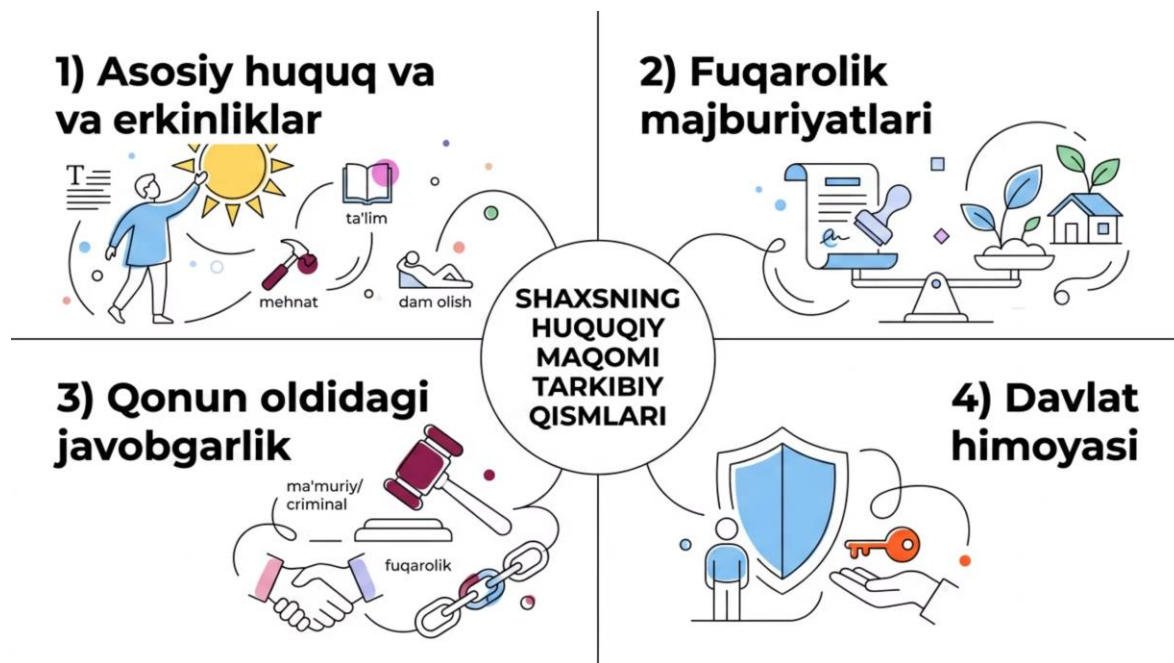 1) Asosiy huquq va
va erkinliklar
T
ta'lim
mehnat
dam olish
2) Fuqarolik
majburiyatlari
SHAXSNING
HUQUQIY
MAQOMI
TARKIBIY
QISMLARI
3) Qonun oldidagi
javobgarlik
ma'muriy/
criminal
fuqarolik
4) Davlat
himoyasi